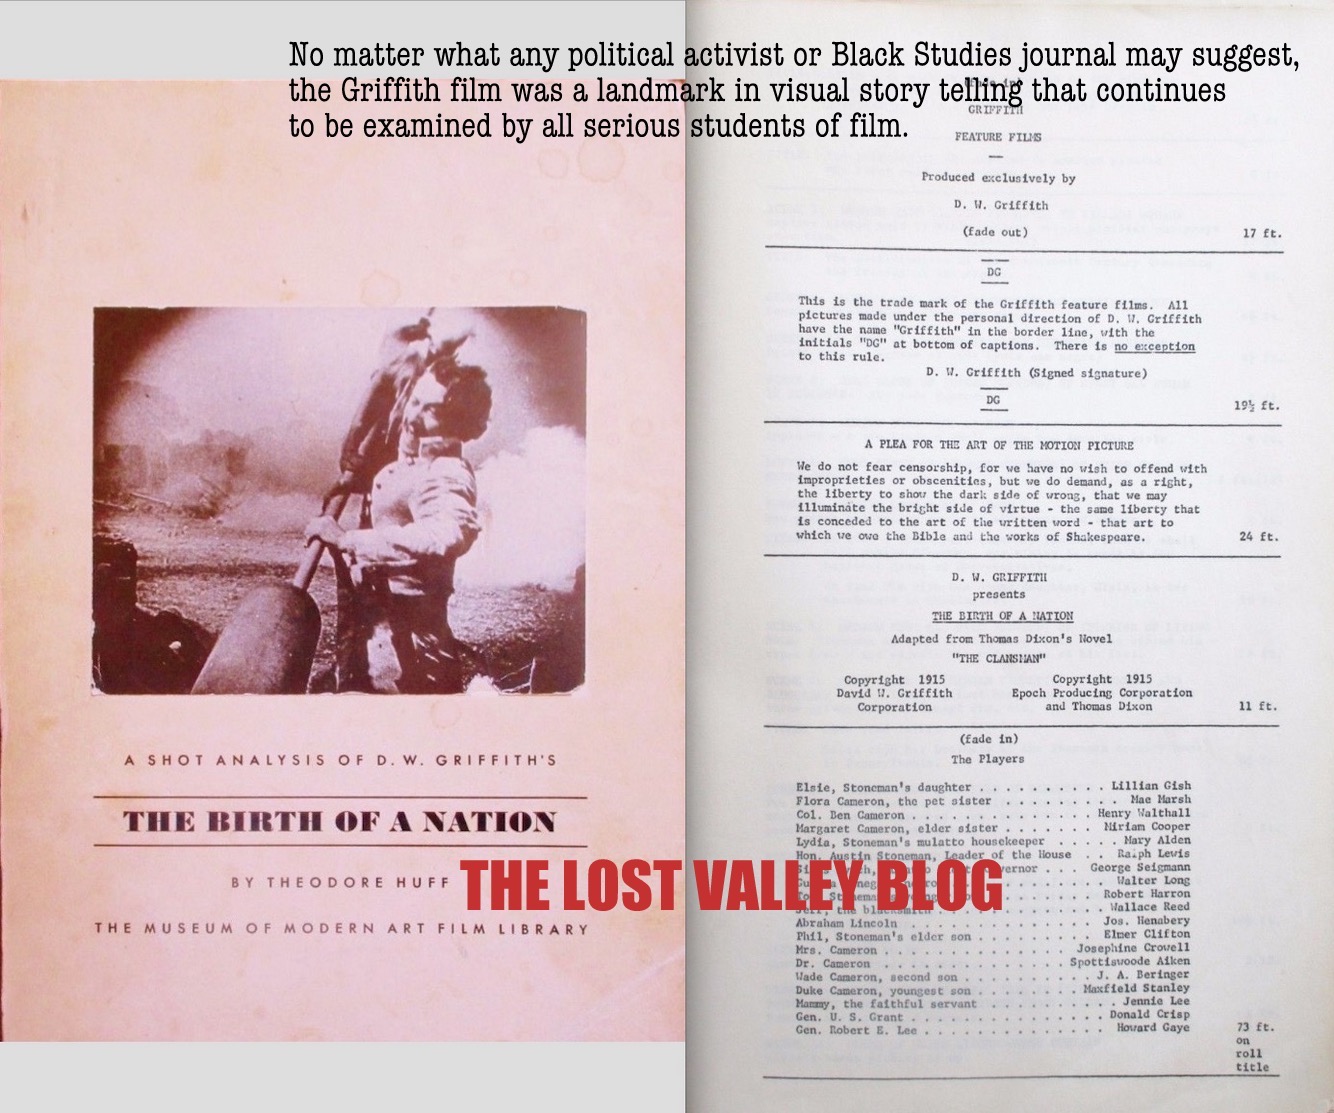 No matter what any political activist or Black Studies journal may suggest,
the Griffith film was a landmark in visual story telling that continues
to be examined by all serious students of film.
A SHOT ANALYSIS OF D. W. GRIFFITH'S
THE BIRTH OF A NATION
BY THEODORE HUFF
THE MUSEUM OF MODERN ART FILM LIBRARY
THE LOST VALLEY BLOG
GRIFFITH
FEATURE FILMS
Produced exclusively by
D. W. Griffith
(fade out) 17 ft.
DG
This is the trade mark of the Griffith feature films. All
pictures made under the personal direction of D. W. Griffith
have the name "Griffith" in the border line, with the
initials "DG" at bottom of captions. There is no exception
to this rule.
D. W. Griffith (Signed signature)
DG
19½ ft.
A PLEA FOR THE ART OF THE MOTION PICTURE
We do not fear censorship, for we have no wish to offend with
improprieties or obscenities, but we do demand, as a right,
the liberty to show the dark side of wrong, that we may
illuminate the bright side of virtue - the same liberty that
is conceded to the art of the written word - that art to
which we owe the Bible and the works of Shakespeare. 24 ft.
D. W. GRIFFITH
presents
THE BIRTH OF A NATION
Adapted from Thomas Dixon's Novel
"THE CLANSMAN"
Copyright 1915 Copyright 1915
David W. Griffith Epoch Producing Corporation
Corporation and Thomas Dixon 11 ft.
(fade in)
The Players
Elsie, Stoneman's daughter . . . . . . . . . . Lillian Gish
Flora Cameron, the pet sister . . . . . . . . . Mae Marsh
Col. Ben Cameron . . . . . . . . . . . . . . Henry Walthall
Margaret Cameron, elder sister . . . . . . . Miriam Cooper
Lydia, Stoneman's mulatto housekeeper . . . . . Mary Alden
Hon. Austin Stoneman, Leader of the House . . Ralph Lewis
George Seigmann
Walter Long
Robert Harron
Jeff, the blacksmith . . . . . . . . . . . . Wallace Reed
Abraham Lincoln . . . . . . . . . . . . . . Jos. Henabery
Phil, Stoneman's elder son . . . . . . . . . Elmer Clifton
Mrs. Cameron . . . . . . . . . . . . . . Josephine Crowell
Dr. Cameron . . . . . . . . . . . . . . Spottiswoode Aiken
Wade Cameron, second son . . . . . . . . . . J. A. Beringer
Duke Cameron, youngest son . . . . . . . . Maxfield Stanley
Mammy, the faithful servant . . . . . . . . . . Jennie Lee
Gen. U. S. Grant . . . . . . . . . . . . . . Donald Crisp
Gen. Robert E. Lee . . . . . . . . . . . . . Howard Gaye 73 ft.
on
roll
title